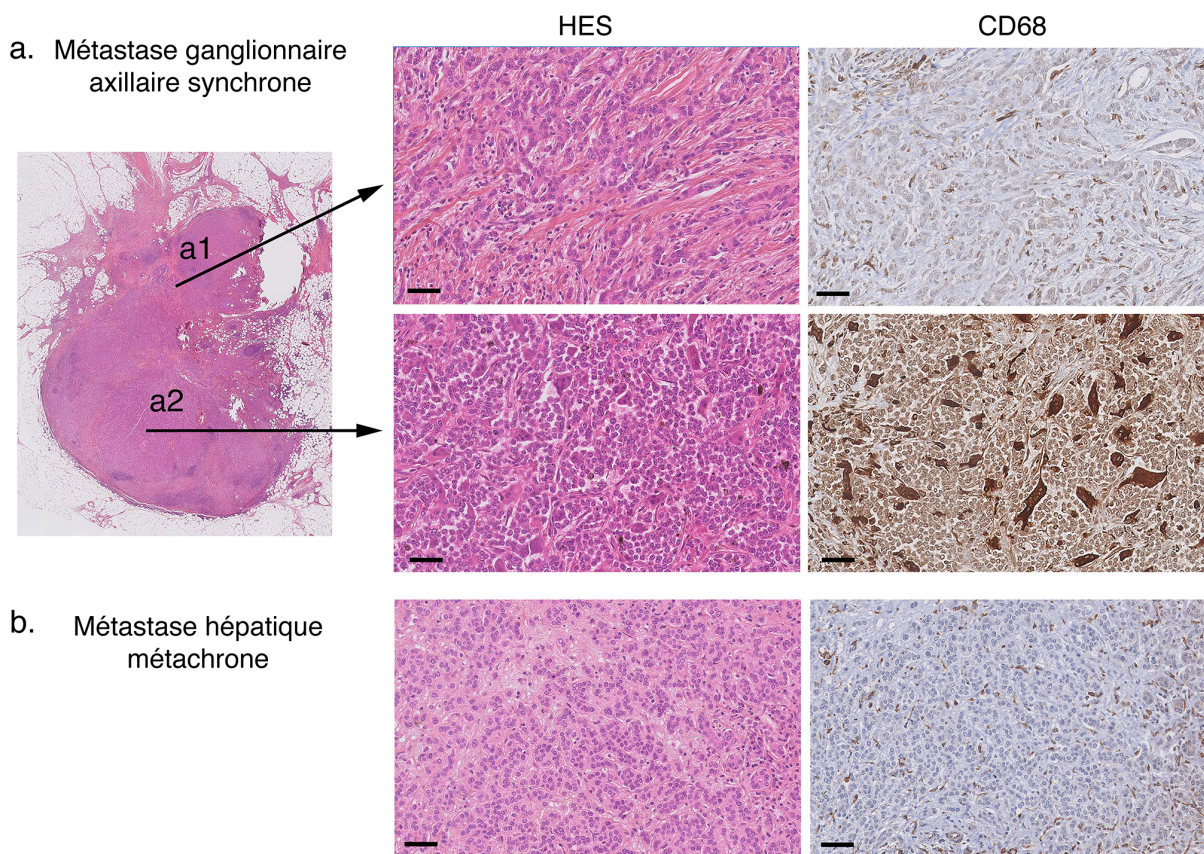 HES
CD68
a. Métastase ganglionnaire
axillaire synchrone
a1
a2
b. Métastase hépatique
métachrone